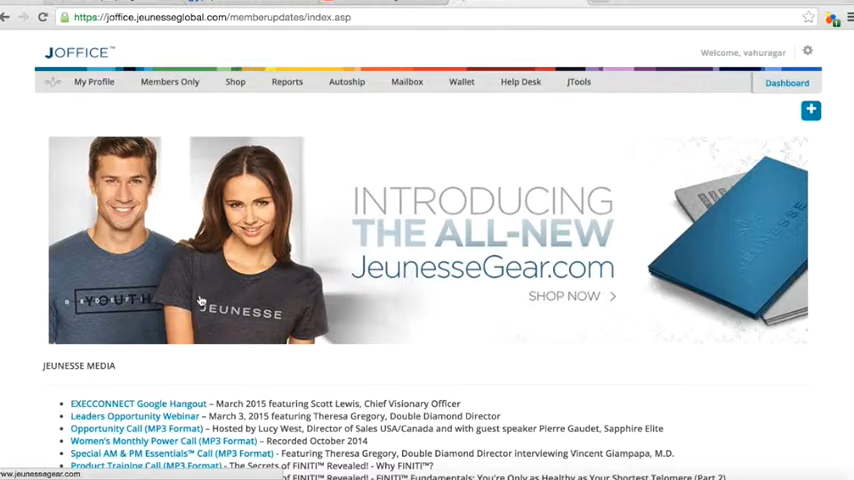 https://joffice.jeunesseglobal.com/memberupdates/index.asp
JOFFICE™
Welcome, vahuragar
My Profile Members Only Shop Reports Autoship Mailbox Wallet Help Desk JTools Dashboard
+
INTRODUCING
THE ALL-NEW
JeunesseGear.com
SHOP NOW >
YOUTH
JEUNESSE
JEUNESSE
JEUNESSE MEDIA
• EXECCONNECT Google Hangout – March 2015 featuring Scott Lewis, Chief Visionary Officer
• Leaders Opportunity Webinar – March 3, 2015 featuring Theresa Gregory, Double Diamond Director
• Opportunity Call (MP3 Format) – Hosted by Lucy West, Director of Sales USA/Canada and with guest speaker Pierre Gaudet, Sapphire Elite
• Women's Monthly Power Call (MP3 Format) – Recorded October 2014
• Special AM & PM Essentials™ Call (MP3 Format) - Featuring Theresa Gregory, Double Diamond Director interviewing Vincent Giampapa, M.D.
• Product Training Call (MP3 Format) - The Secrets of FINITI™ Revealed! - Why FINITI™?
FINITI™ Revealed! - FINITI™ Fundamentals: You're Only as Healthy as Your Shortest Telomere (Part 2)
www.jeunessegear.com